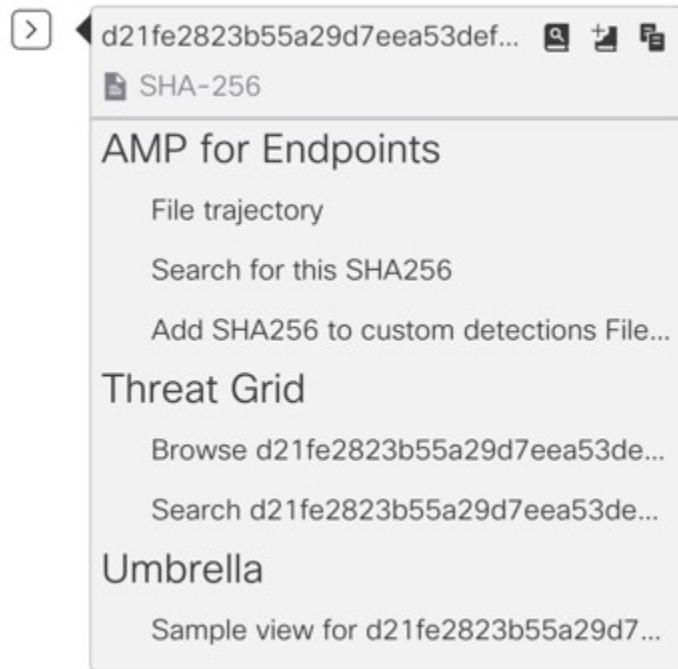 d21fe2823b55a29d7eea53def...
SHA-256
AMP for Endpoints
File trajectory
Search for this SHA256
Add SHA256 to custom detections File...
Threat Grid
Browse d21fe2823b55a29d7eea53de...
Search d21fe2823b55a29d7eea53de...
Umbrella
Sample view for d21fe2823b55a29d7...